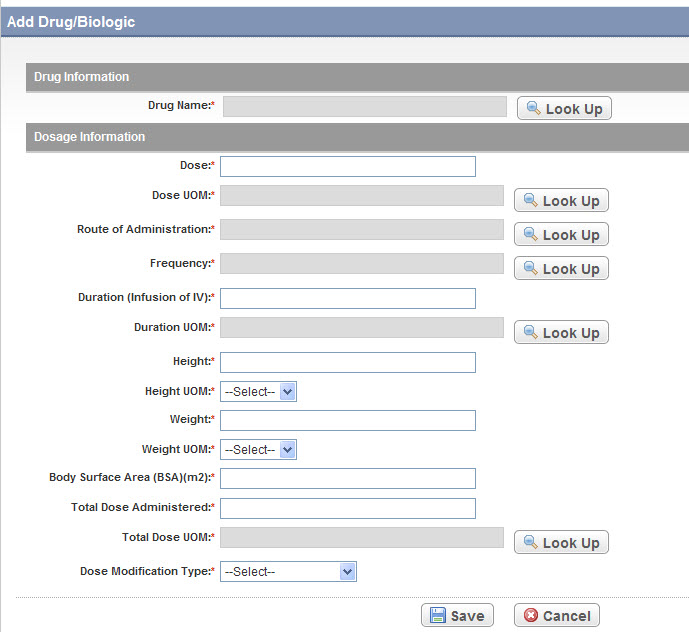 Add Drug/Biologic
Drug Information
Drug Name:* Look Up
Dosage Information
Dose:*
Dose UOM:* Look Up
Route of Administration:* Look Up
Frequency:* Look Up
Duration (Infusion of IV):*
Duration UOM:* Look Up
Height:*
Height UOM:* --Select--
Weight:*
Weight UOM:* --Select--
Body Surface Area (BSA)(m2):*
Total Dose Administered:*
Total Dose UOM:* Look Up
Dose Modification Type:* --Select--
Save Cancel